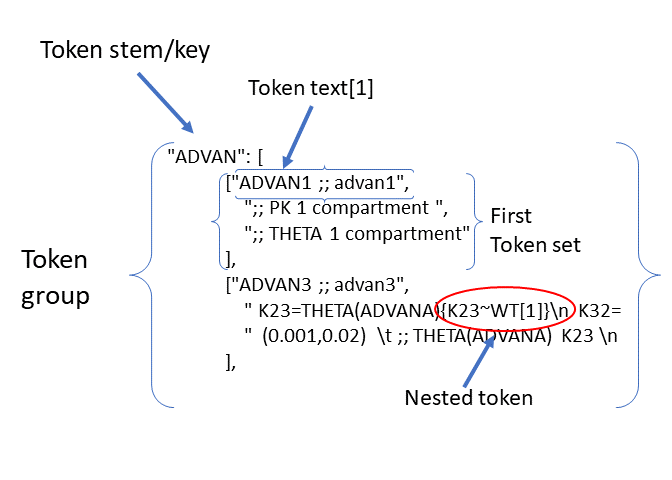 Token stem/key
Token text[1]
"ADVAN": [
["ADVAN1 ;; advan1",
";; PK 1 compartment ",
";; THETA 1 compartment"
],
First
Token set
Token
group
["ADVAN3 ;; advan3",
" K23=THETA(ADVANA){K23~WT[1]}\n K32=
" (0.001,0.02) \t ;; THETA(ADVANA) K23 \n
],
Nested token